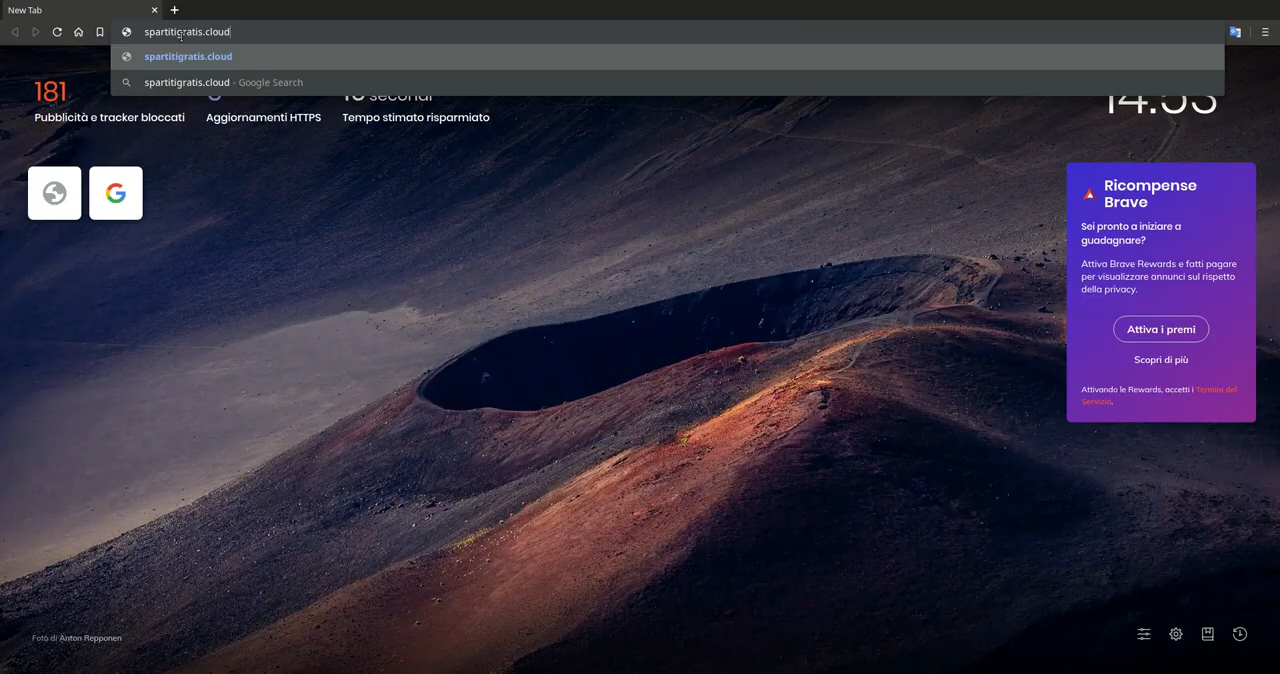 New Tab
spartitigratis.cloud
spartitigratis.cloud
spartitigratis.cloud - Google Search
181
Pubblicità e tracker bloccati
Aggiornamenti HTTPS
Tempo stimato risparmiato
14:53
Ricompense
Brave
Sei pronto a iniziare a
guadagnare?
Attiva Brave Rewards e fatti pagare
per visualizzare annunci sul rispetto
della privacy.
Attiva i premi
Scopri di più
Attivando le Rewards, accetti i Termini del
Servizio.
Foto di Anton Repponen